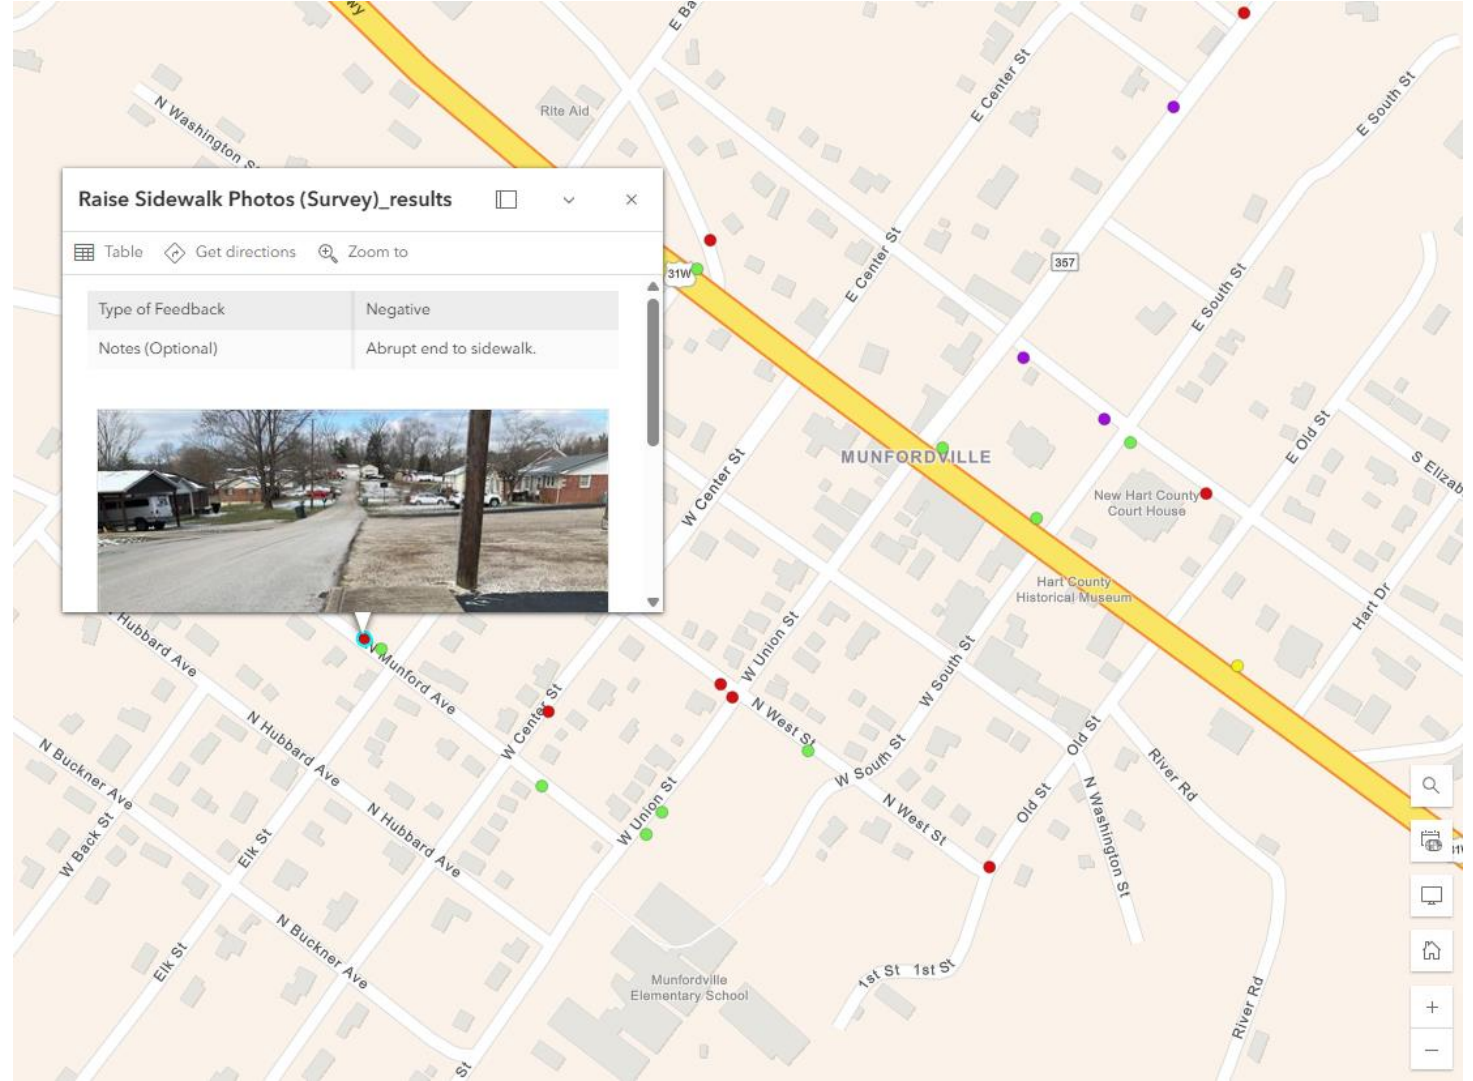 E Center St
E South St
Rite Aid
N Washington St
Raise Sidewalk Photos (Survey)_results
Table Get directions Zoom to
Type of Feedback Negative
Notes (Optional) Abrupt end to sidewalk.
31W
E Center St
357
E South St
MUNFORDVILLE
E Old St
W Center St
New Hart County
Court House
Hart County
Historical Museum
Hart Dr
N Hubbard Ave
N Munford Ave
W Union St
W South St
N West St
W Center St
N Hubbard Ave
N Buckner Ave
Old St
River Rd
W South St
N West St
Old St
N Washington St
W Union St
N Hubbard Ave
Elk St
W Back St
N Buckner Ave
Elk St
1st St 1st St
Munfordville
Elementary School
River Rd
St